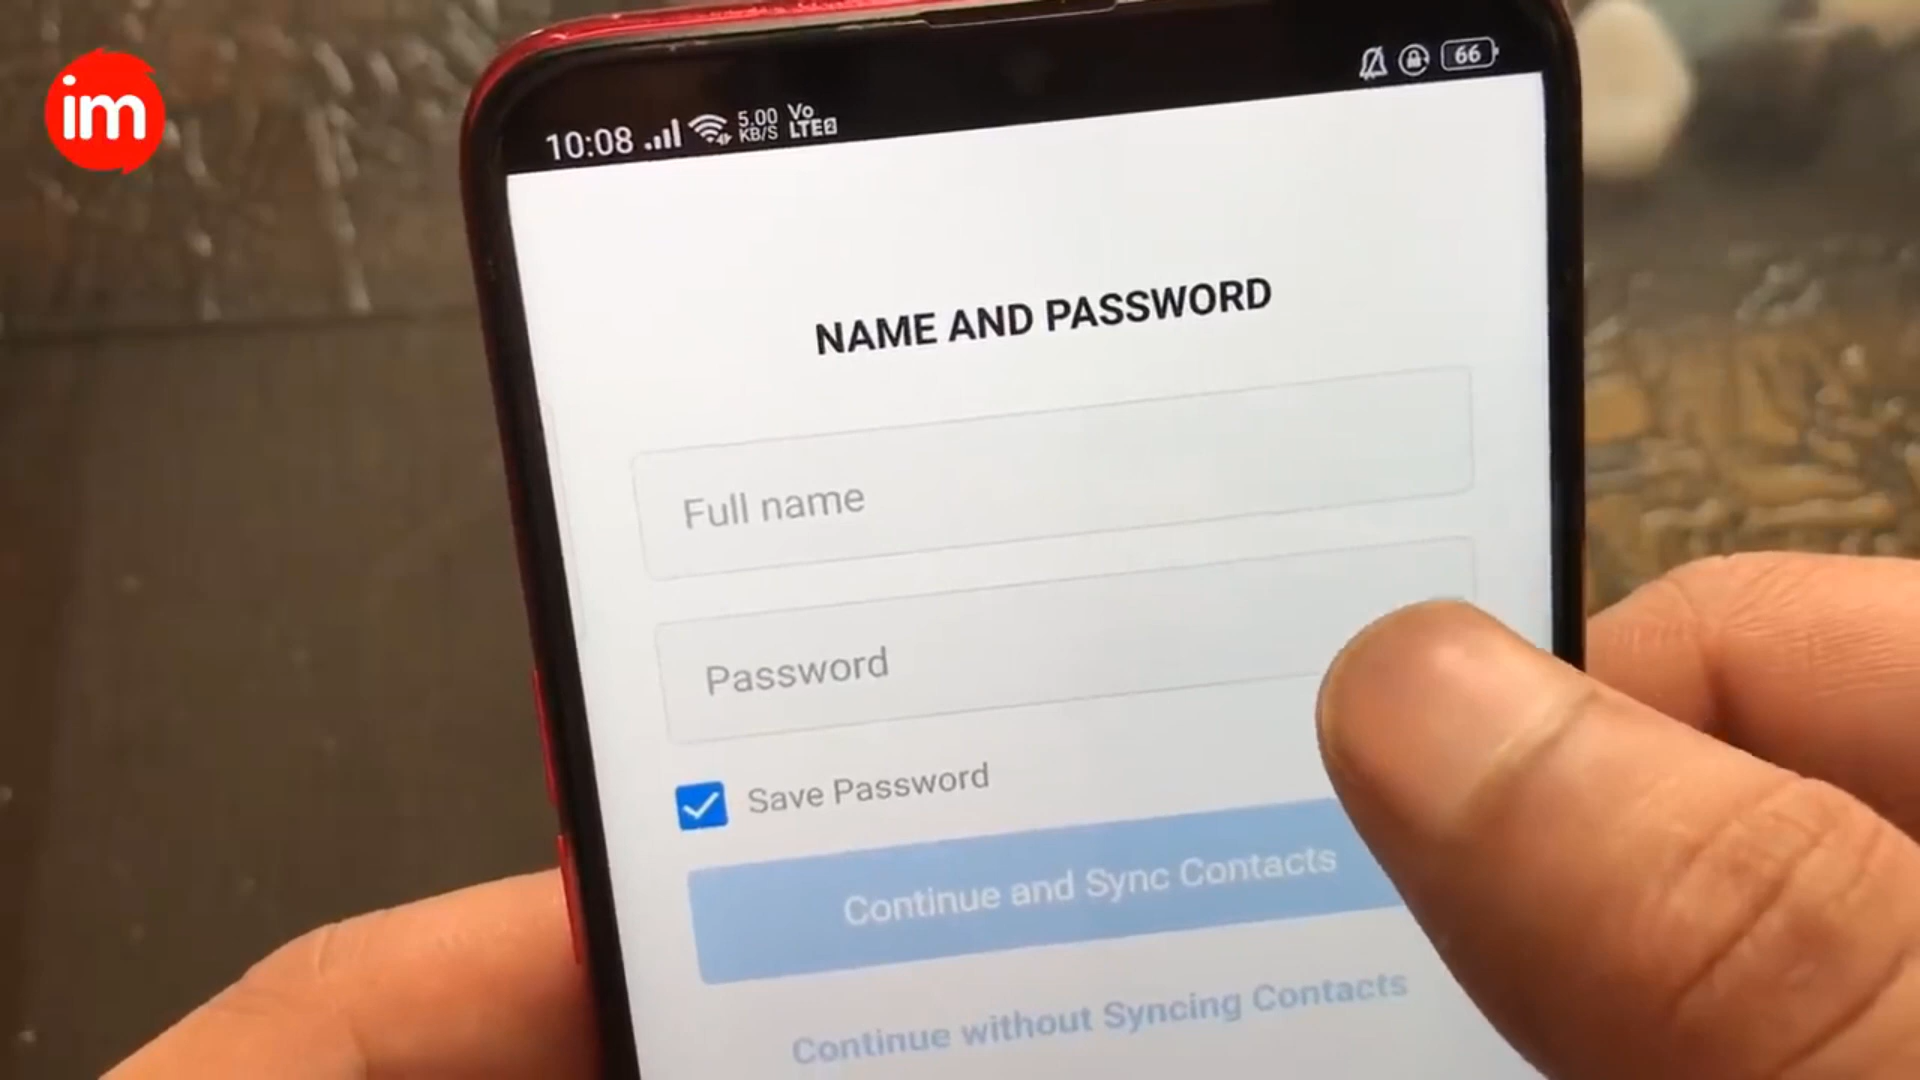 im
10:08 5.00 KB/S Vo LTE 66
NAME AND PASSWORD
Full name
Password
Save Password
Continue and Sync Contacts
Continue without Syncing Contacts